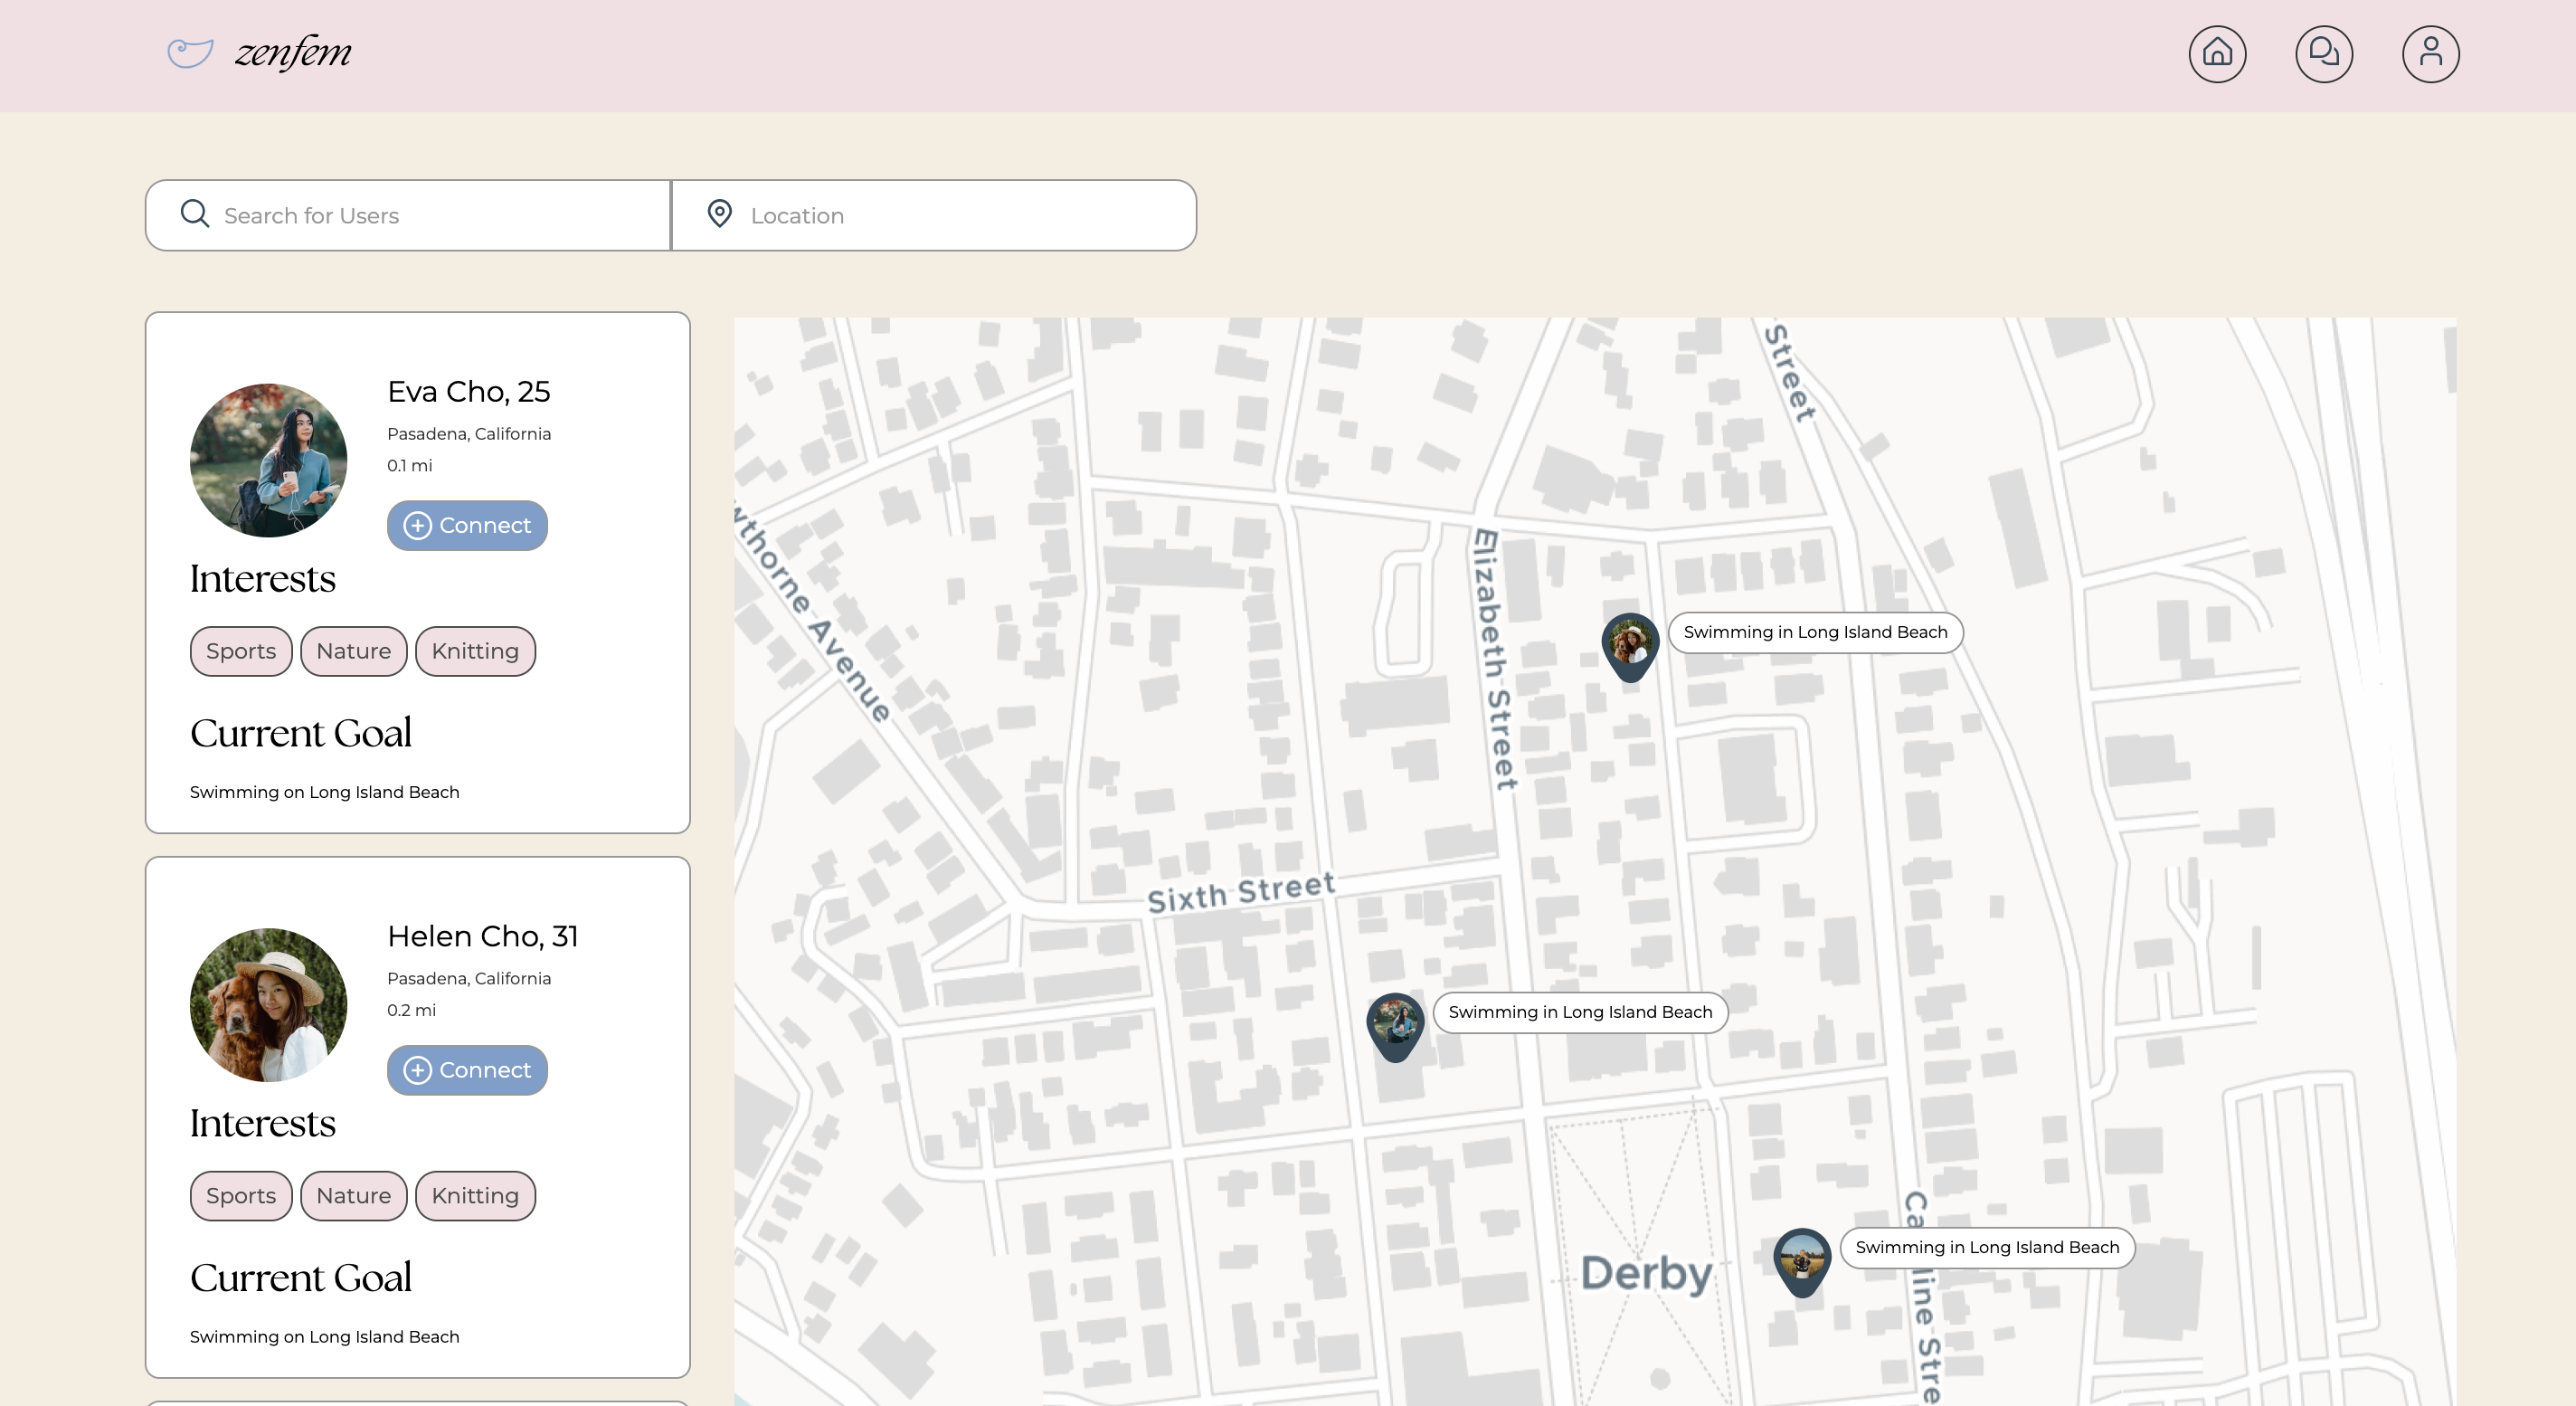 zenfem
Search for Users
Location
Eva Cho, 25
Pasadena, California
0.1 mi
Connect
Interests
Sports Nature Knitting
Current Goal
Swimming on Long Island Beach
Helen Cho, 31
Pasadena, California
0.2 mi
Connect
Interests
Sports Nature Knitting
Current Goal
Swimming on Long Island Beach
Street
wthorne Avenue
Elizabeth Street
Swimming in Long Island Beach
Sixth Street
Swimming in Long Island Beach
Derby
Swimming in Long Island Beach